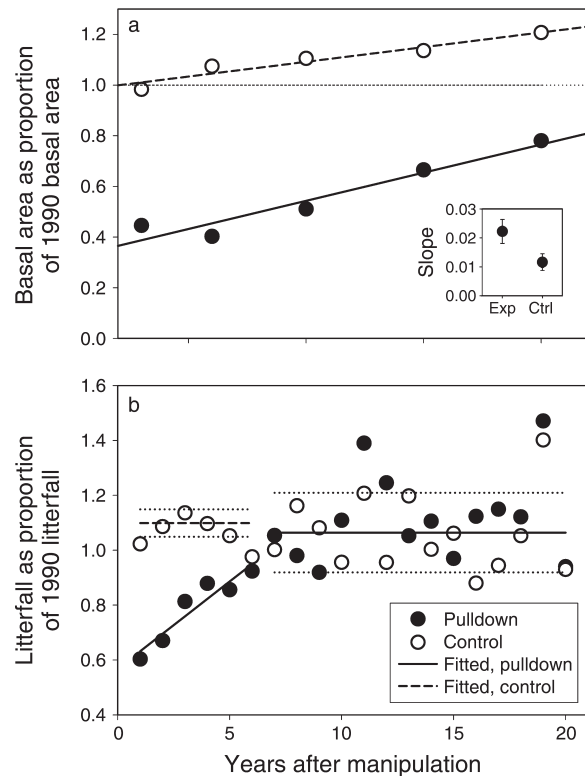 a
1.2
1.0
0.8
0.6
0.4
0.2
0.0
Basal area as proportion
of 1990 basal area
0.03
0.02
0.01
0.00
Slope
Exp Ctrl
b
1.6
1.4
1.2
1.0
0.8
0.6
0.4
Litterfall as proportion
of 1990 litterfall
Pulldown
Control
Fitted, pulldown
Fitted, control
0 5 10 15 20
Years after manipulation